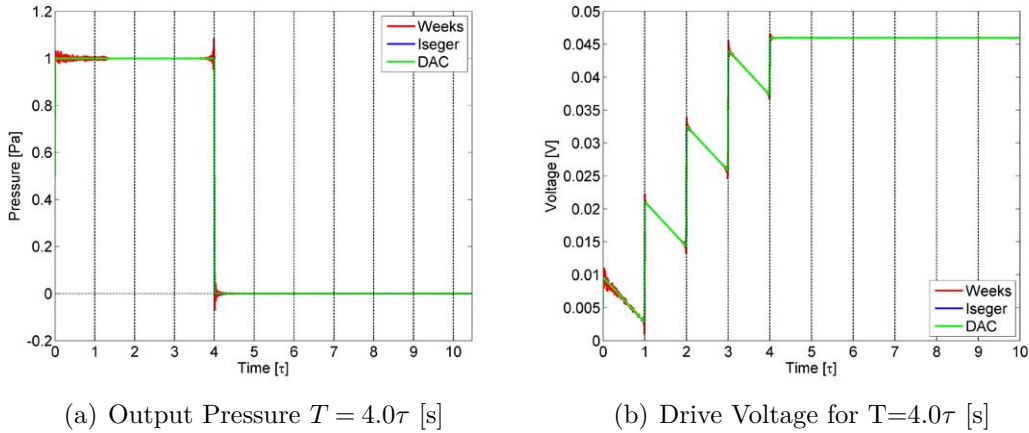 1.2
1
0.8
0.6
0.4
0.2
0
-0.2
Pressure [Pa]
0 1 2 3 4 5 6 7 8 9 10
Time [τ]
Weeks
Iseger
DAC
0.05
0.045
0.04
0.035
0.03
0.025
0.02
0.015
0.01
0.005
0
Voltage [V]
0 1 2 3 4 5 6 7 8 9 10
Time [τ]
Weeks
Iseger
DAC
(a) Output Pressure T = 4.0τ [s]
(b) Drive Voltage for T=4.0τ [s]